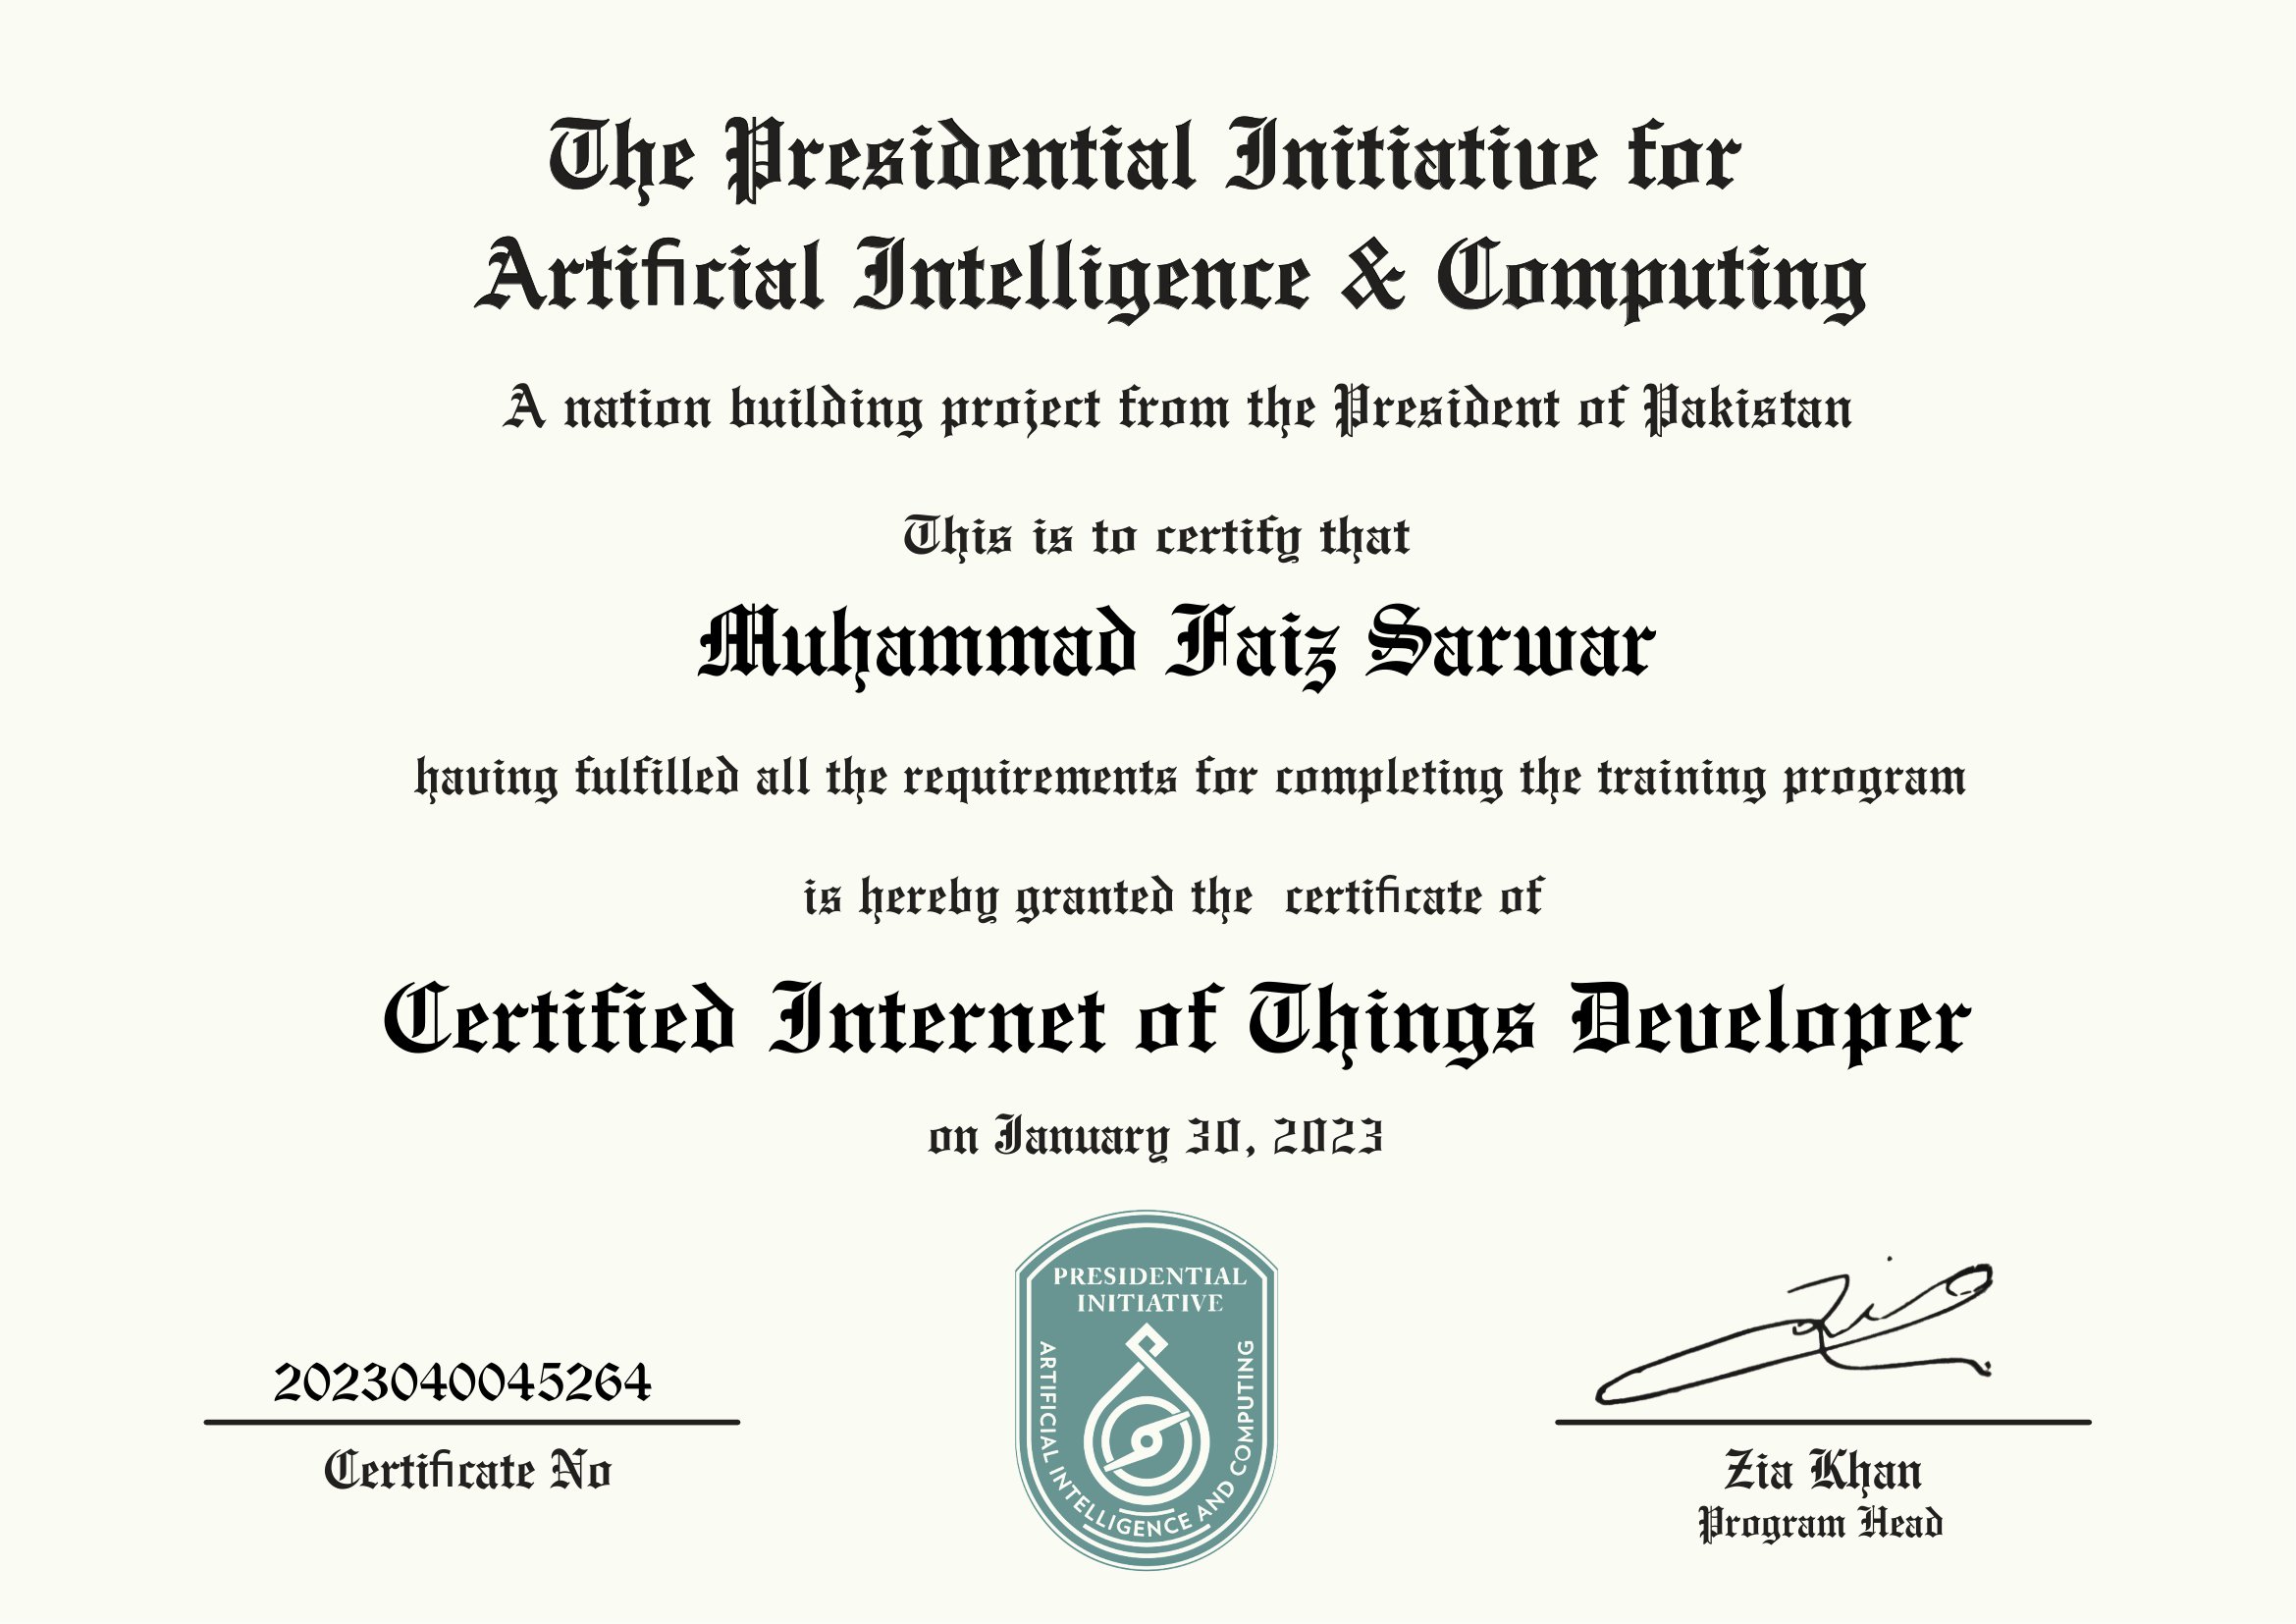 The Presidential Initiative for
Artificial Intelligence & Computing
A nation building project from the President of Pakistan
This is to certify that
Muhammad Faiz Sarwar
having fulfilled all the requirements for completing the training program
is hereby granted the certificate of
Certified Internet of Things Developer
on January 30, 2023
PRESIDENTIAL
INITIATIVE
ARTIFICIAL INTELLIGENCE AND COMPUTING
2023040045264
Certificate No
Zia
Zia Khan
Program Head